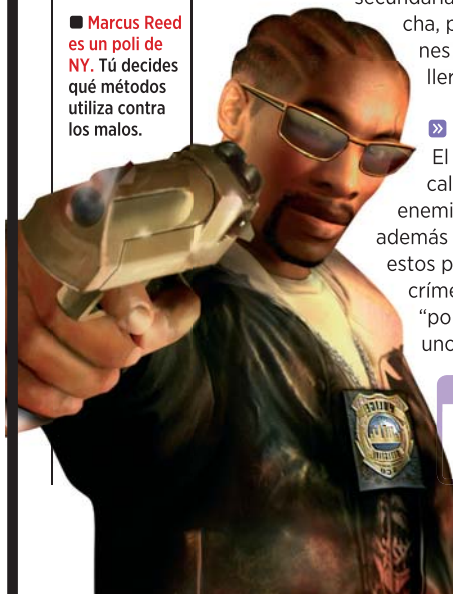 Marcus Reed
es un poli de
NY. Tú decides
qué métodos
utiliza contra
los malos.
cha, p
nes
ller
El
cal
enemi
además
estos p
críme
“po
uno